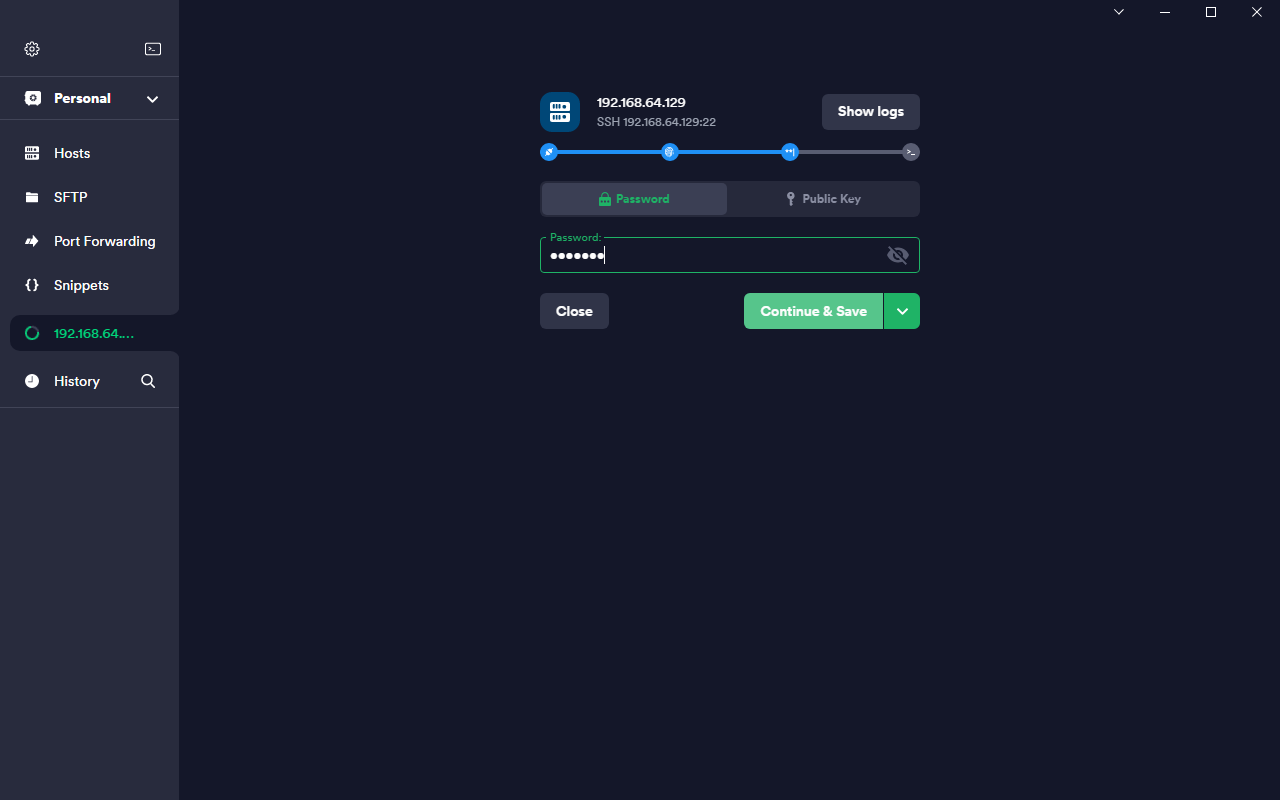 Personal
Hosts
SFTP
Port Forwarding
Snippets
192.168.64....
History
192.168.64.129
SSH 192.168.64.129:22
Show logs
Password
Public Key
Password:
●●●●●●●
Close
Continue & Save